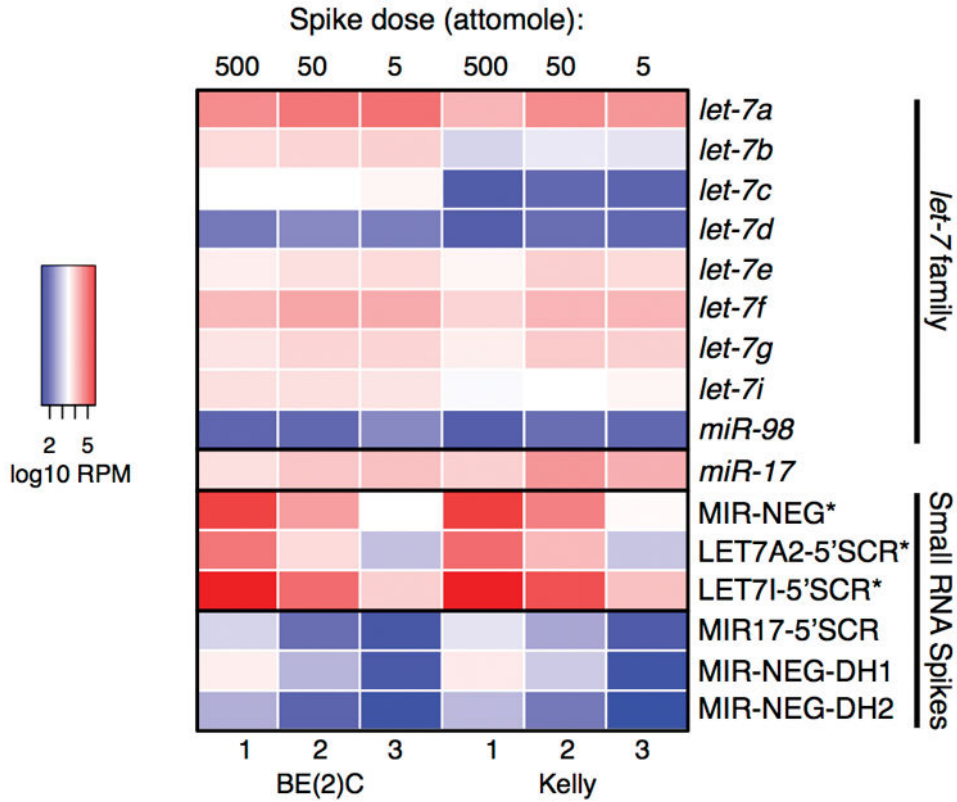 Spike dose (attomole):
500 50 5 500 50 5
let-7a
let-7b
let-7c
let-7d
let-7e
let-7f
let-7g
let-7i
miR-98
miR-17
MIR-NEG*
LET7A2-5’SCR*
LET7I-5’SCR*
MIR17-5’SCR
MIR-NEG-DH1
MIR-NEG-DH2
let-7 family
Small RNA Spikes
2 5
log10 RPM
1 2 3 1 2 3
BE(2)C Kelly